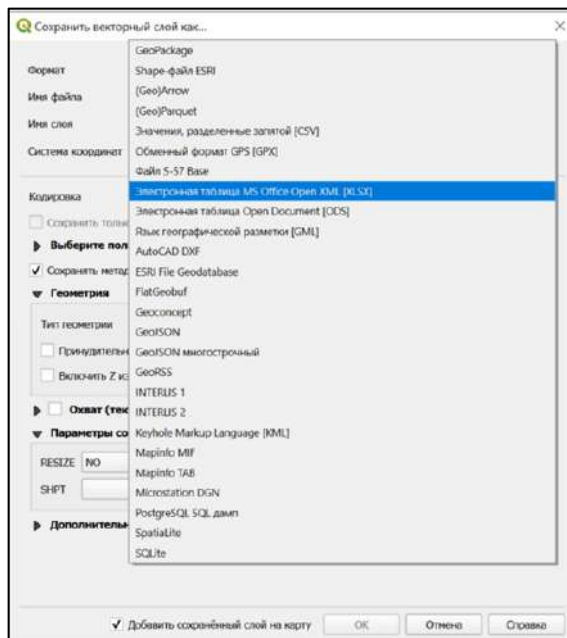 Сохранить векторный слой как...
Формат
Имя файла
Имя слоя
Система координат
GeoPackage
Shape-файл ESRI
(Geo)Arrow
(Geo)Parquet
Значения, разделенные запятой [CSV]
Обменный формат GPS [GPX]
Файл S-57 Base
Электронная таблица MS Office Open XML [XLSX]
Электронная таблица Open Document [ODS]
Язык географической разметки [GML]
AutoCAD DXF
ESRI File Geodatabase
FlatGeobuf
Geoconcept
GeoJSON
GeoJSON многострочный
GeoRSS
INTERLIS 1
INTERLIS 2
Keyhole Markup Language [KML]
Mapinfo MIF
Mapinfo TAB
Microstation DGN
PostgreSQL SQL дамп
SpatiaLite
SQLite
Кодировка
Сохранить тольк
Выберите пол
Сохранять метад
Геометрия
Тип геометрии
Принудительн
Включить Z из
Охват (тек
Параметры со
RESIZE NO
SHPT
Дополнительн
Добавить сохранённый слой на карту
OK
Отмена
Справка